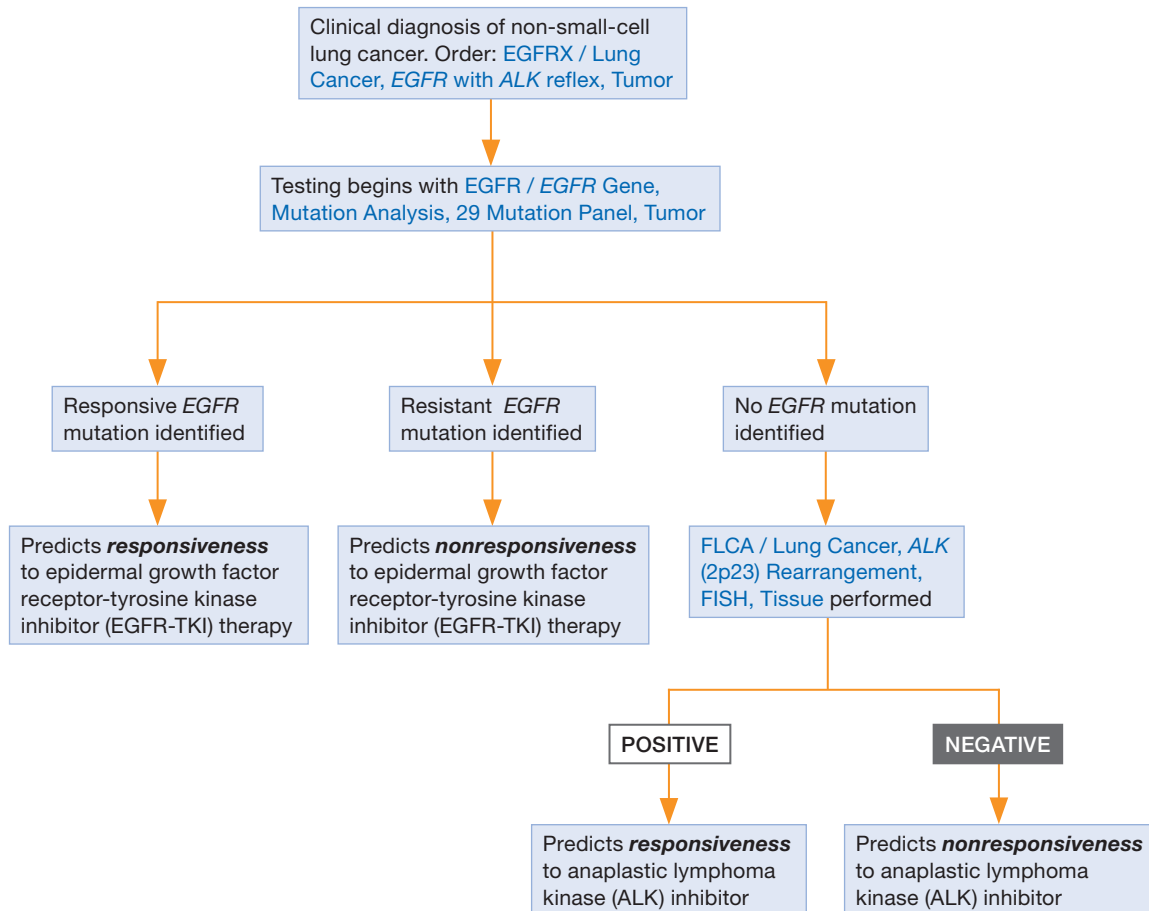 Clinical diagnosis of non-small-cell
lung cancer. Order: EGFRX / Lung
Cancer, EGFR with ALK reflex, Tumor
Testing begins with EGFR / EGFR Gene,
Mutation Analysis, 29 Mutation Panel, Tumor
Responsive EGFR
mutation identified
Resistant EGFR
mutation identified
No EGFR mutation
identified
Predicts responsiveness
to epidermal growth factor
receptor-tyrosine kinase
inhibitor (EGFR-TKI) therapy
Predicts nonresponsiveness
to epidermal growth factor
receptor-tyrosine kinase
inhibitor (EGFR-TKI) therapy
FLCA / Lung Cancer, ALK
(2p23) Rearrangement,
FISH, Tissue performed
POSITIVE
NEGATIVE
Predicts responsiveness
to anaplastic lymphoma
kinase (ALK) inhibitor
Predicts nonresponsiveness
to anaplastic lymphoma
kinase (ALK) inhibitor